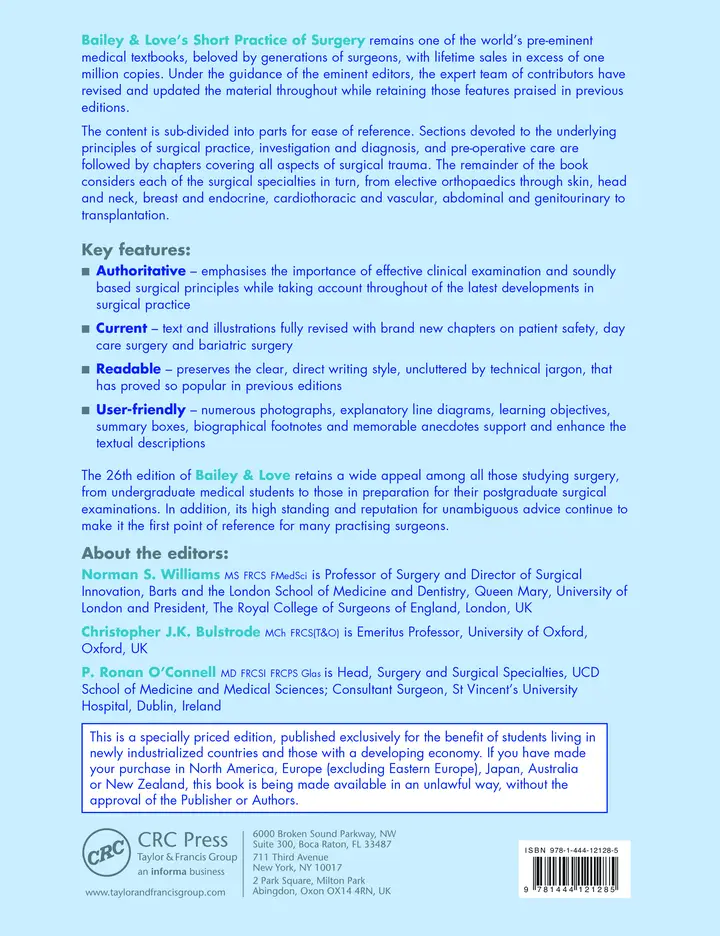 Bailey & Love's Short Practice of Surgery remains one of the world's pre-eminent
medical textbooks, beloved by generations of surgeons, with lifetime sales in excess of one
million copies. Under the guidance of the eminent editors, the expert team of contributors have
revised and updated the material throughout while retaining those features praised in previous
editions.
The content is sub-divided into parts for ease of reference. Sections devoted to the underlying
principles of surgical practice, investigation and diagnosis, and pre-operative care are
followed by chapters covering all aspects of surgical trauma. The remainder of the book
considers each of the surgical specialties in turn, from elective orthopaedics through skin, head
and neck, breast and endocrine, cardiothoracic and vascular, abdominal and genitourinary to
transplantation.
Key features:
■ Authoritative – emphasises the importance of effective clinical examination and soundly
based surgical principles while taking account throughout of the latest developments in
surgical practice
■ Current – text and illustrations fully revised with brand new chapters on patient safety, day
care surgery and bariatric surgery
■ Readable – preserves the clear, direct writing style, uncluttered by technical jargon, that
has proved so popular in previous editions
■ User-friendly – numerous photographs, explanatory line diagrams, learning objectives,
summary boxes, biographical footnotes and memorable anecdotes support and enhance the
textual descriptions
The 26th edition of Bailey & Love retains a wide appeal among all those studying surgery,
from undergraduate medical students to those in preparation for their postgraduate surgical
examinations. In addition, its high standing and reputation for unambiguous advice continue to
make it the first point of reference for many practising surgeons.
About the editors:
Norman S. Williams MS FRCS FMedSci is Professor of Surgery and Director of Surgical
Innovation, Barts and the London School of Medicine and Dentistry, Queen Mary, University of
London and President, The Royal College of Surgeons of England, London, UK
Christopher J.K. Bulstrode MCh FRCS(T&O) is Emeritus Professor, University of Oxford,
Oxford, UK
P. Ronan O'Connell MD FRCSI FRCPS Glas is Head, Surgery and Surgical Specialties, UCD
School of Medicine and Medical Sciences; Consultant Surgeon, St Vincent's University
Hospital, Dublin, Ireland
This is a specially priced edition, published exclusively for the benefit of students living in
newly industrialized countries and those with a developing economy. If you have made
your purchase in North America, Europe (excluding Eastern Europe), Japan, Australia
or New Zealand, this book is being made available in an unlawful way, without the
approval of the Publisher or Authors.
CRC
CRC Press
Taylor & Francis Group
an informa business
www.taylorandfrancisgroup.com
6000 Broken Sound Parkway, NW
Suite 300, Boca Raton, FL 33487
711 Third Avenue
New York, NY 10017
2 Park Square, Milton Park
Abingdon, Oxon OX14 4RN, UK
ISBN 978-1-444-12128-5
9 781444 121285